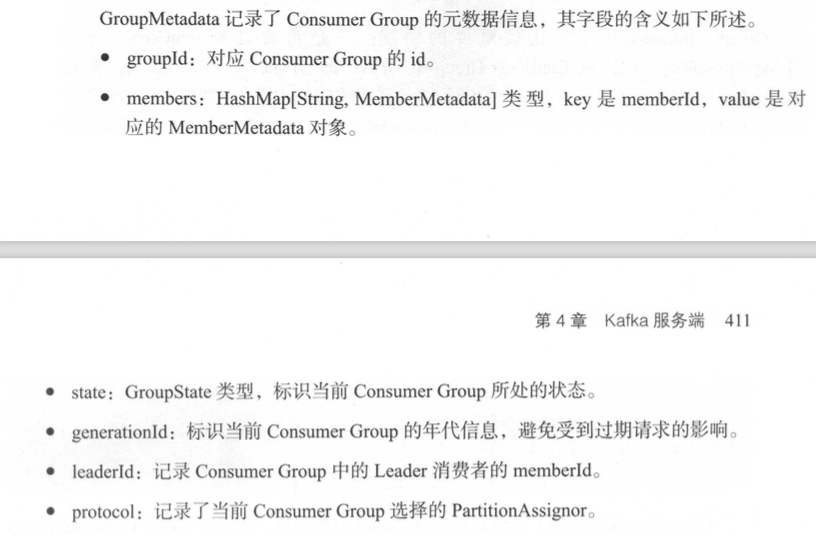 GroupMetadata 记录了 Consumer Group 的元数据信息，其字段的含义如下所述。
● groupId：对应 Consumer Group 的 id。
● members：HashMap[String, MemberMetadata] 类型，key 是 memberId，value 是对
应的 MemberMetadata 对象。
第 4 章 Kafka 服务端 411
● state：GroupState 类型，标识当前 Consumer Group 所处的状态。
● generationId：标识当前 Consumer Group 的年代信息，避免受到过期请求的影响。
● leaderId：记录 Consumer Group 中的 Leader 消费者的 memberId。
● protocol：记录了当前 Consumer Group 选择的 PartitionAssignor。